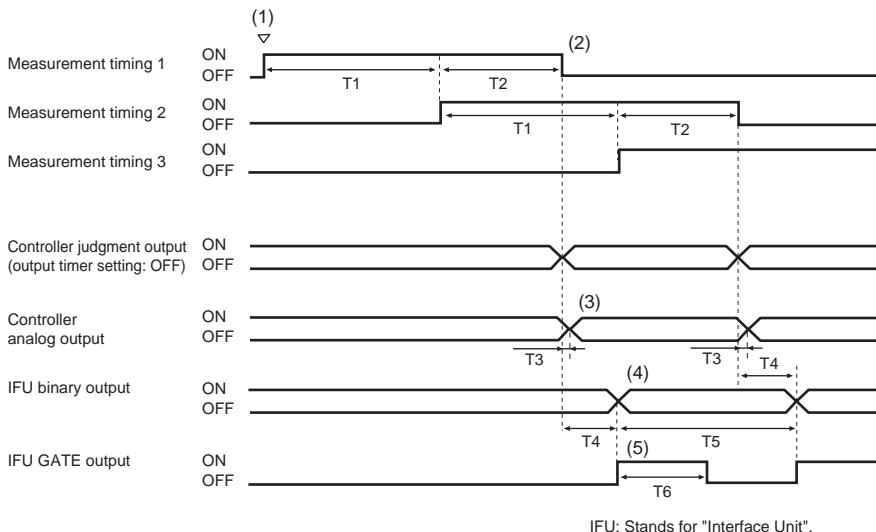 (1)
Measurement timing 1 ON (2)
OFF T1 T2
Measurement timing 2 ON
OFF T1 T2
Measurement timing 3 ON
OFF
Controller judgment output ON
(output timer setting: OFF) OFF
Controller ON (3)
analog output OFF
T3 T3 T4
IFU binary output ON (4)
OFF
T4 T5
IFU GATE output ON (5)
OFF T6
IFU: Stands for "Interface Unit".